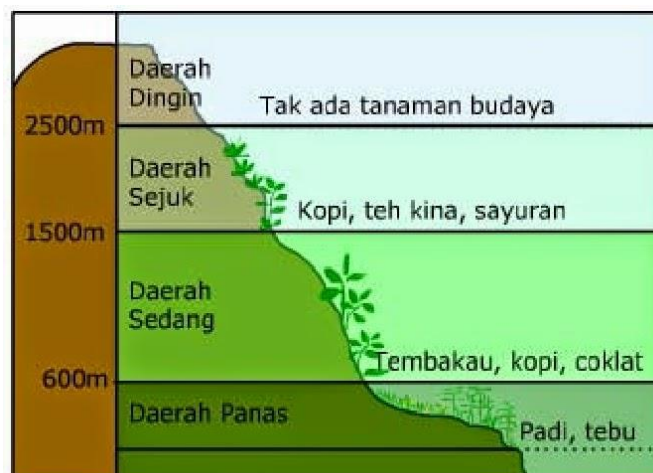 Daerah
Dingin
Tak ada tanaman budaya
2500m
Daerah
Sejuk
Kopi, teh kina, sayuran
1500m
Daerah
Sedang
Tembakau, kopi, coklat
600m
Daerah Panas
Padi, tebu